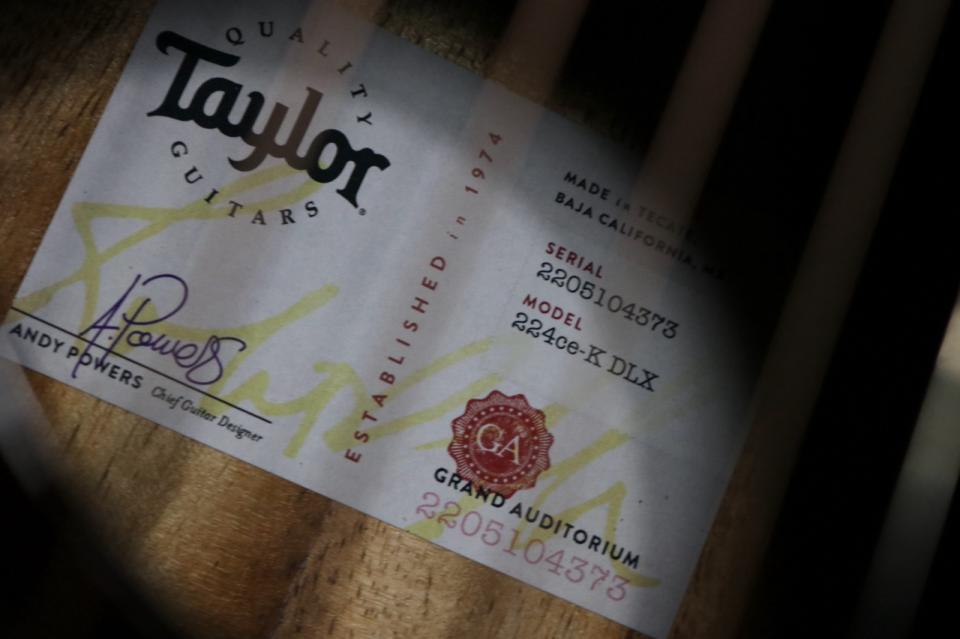 QUALITY
Taylor®
GUITARS
A. Powers
ANDY POWERS Chief Guitar Designer
ESTABLISHED in 1974
MADE in TECATE
BAJA CALIFORNIA,
SERIAL
2205104373
MODEL
224ce-K DLX
GA
GRAND AUDITORIUM
2205104373